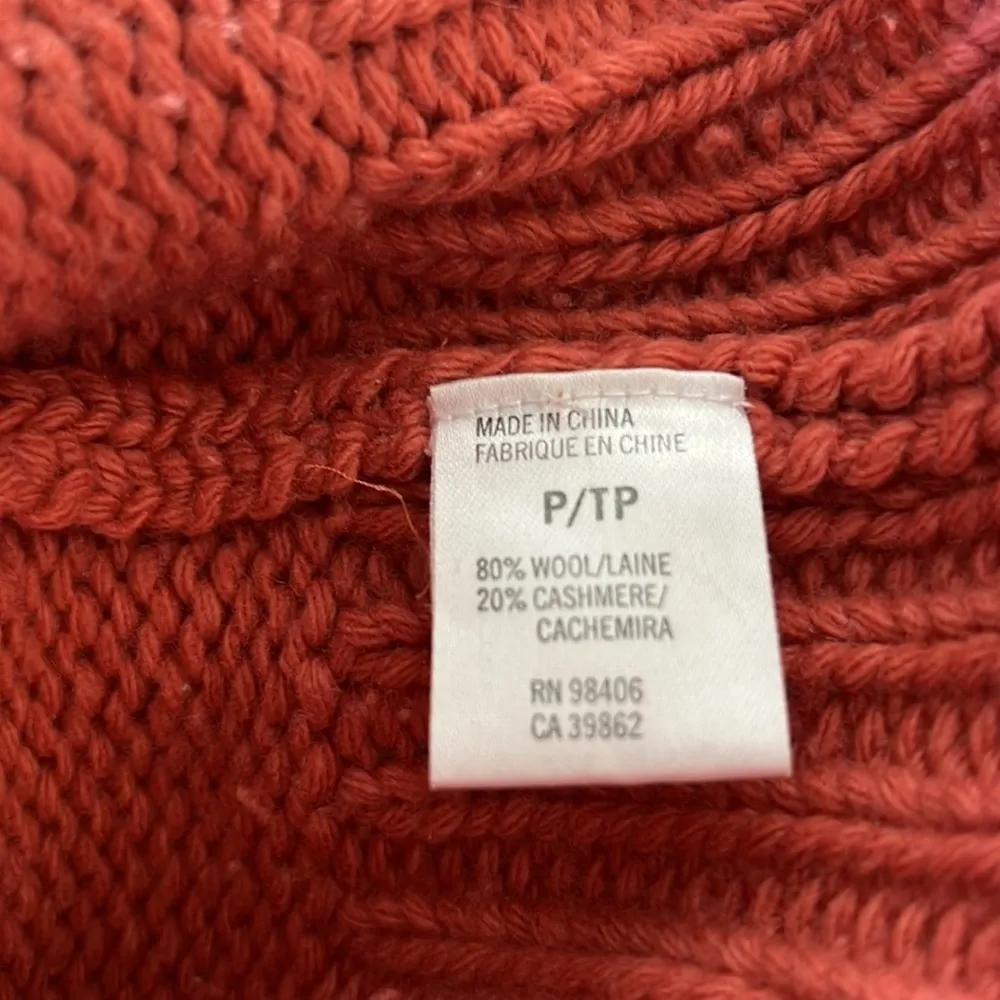 MADE IN CHINA
FABRIQUE EN CHINE
P/TP
80% WOOL/LAINE
20% CASHMERE/
CACHEMIRA
RN 98406
CA 39862